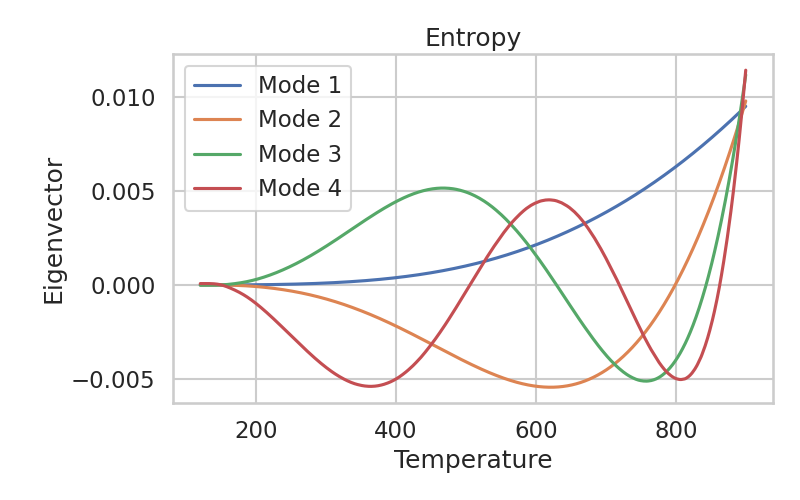 Entropy
Mode 1
Mode 2
Mode 3
Mode 4
0.010
0.005
0.000
−0.005
Eigenvector
200 400 600 800
Temperature